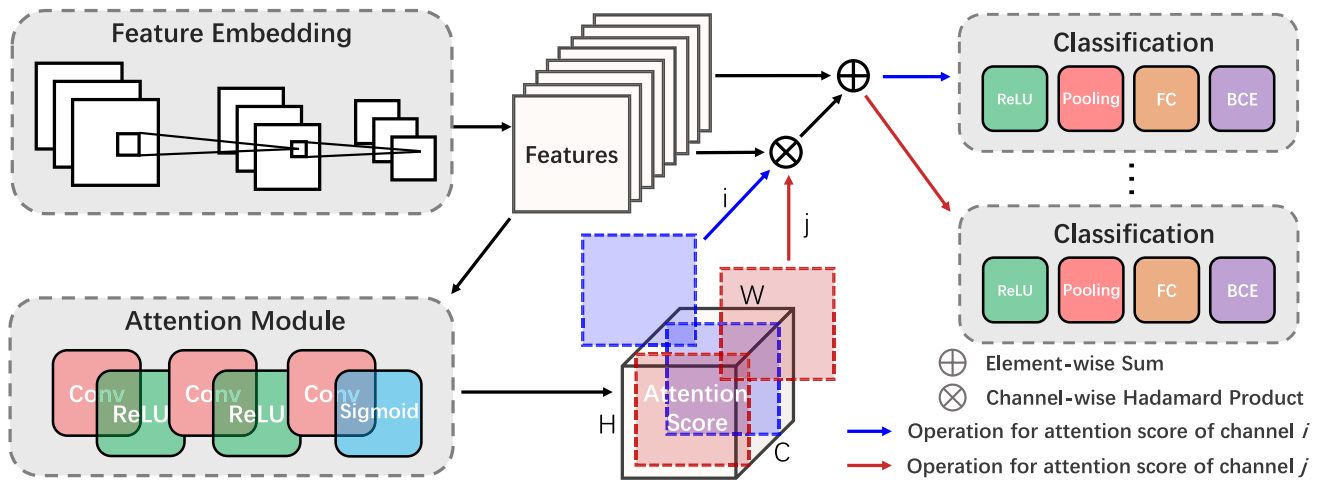 Feature Embedding
Features
i
j
Classification
ReLU
Pooling
FC
BCE
Classification
ReLU
Pooling
FC
BCE
Attention Module
Conv
ReLU
Conv
ReLU
Conv
Sigmoid
W
H
C
Attention
Score
Element-wise Sum
Channel-wise Hadamard Product
Operation for attention score of channel i
Operation for attention score of channel j